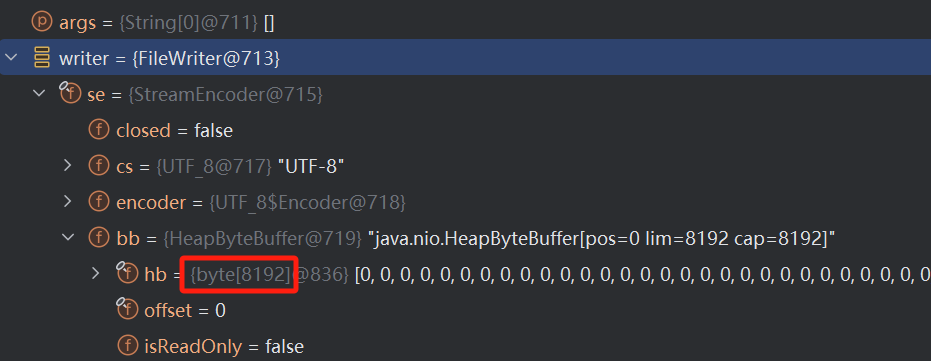 args = {String[0]@711} []
writer = {FileWriter@713}
se = {StreamEncoder@715}
closed = false
cs = {UTF_8@717} "UTF-8"
encoder = {UTF_8$Encoder@718}
bb = {HeapByteBuffer@719} "java.nio.HeapByteBuffer[pos=0 lim=8192 cap=8192]"
hb = {byte[8192]@836} [0, 0, 0, 0, 0, 0, 0, 0, 0, 0, 0, 0, 0, 0, 0, 0, 0, 0, 0, 0, 0, 0, 0, 0, 0, 0, 0, 0, 0
offset = 0
isReadOnly = false